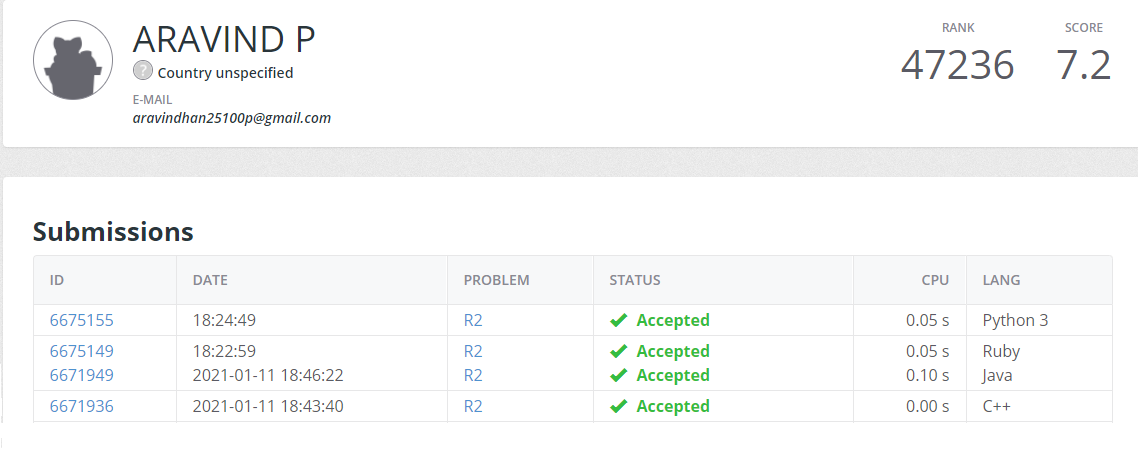 ARAVIND P
? Country unspecified
E-MAIL
aravindhan25100p@gmail.com
RANK SCORE
47236 7.2
Submissions
ID DATE PROBLEM STATUS CPU LANG
6675155 18:24:49 R2 Accepted 0.05 s Python 3
6675149 18:22:59 R2 Accepted 0.05 s Ruby
6671949 2021-01-11 18:46:22 R2 Accepted 0.10 s Java
6671936 2021-01-11 18:43:40 R2 Accepted 0.00 s C++